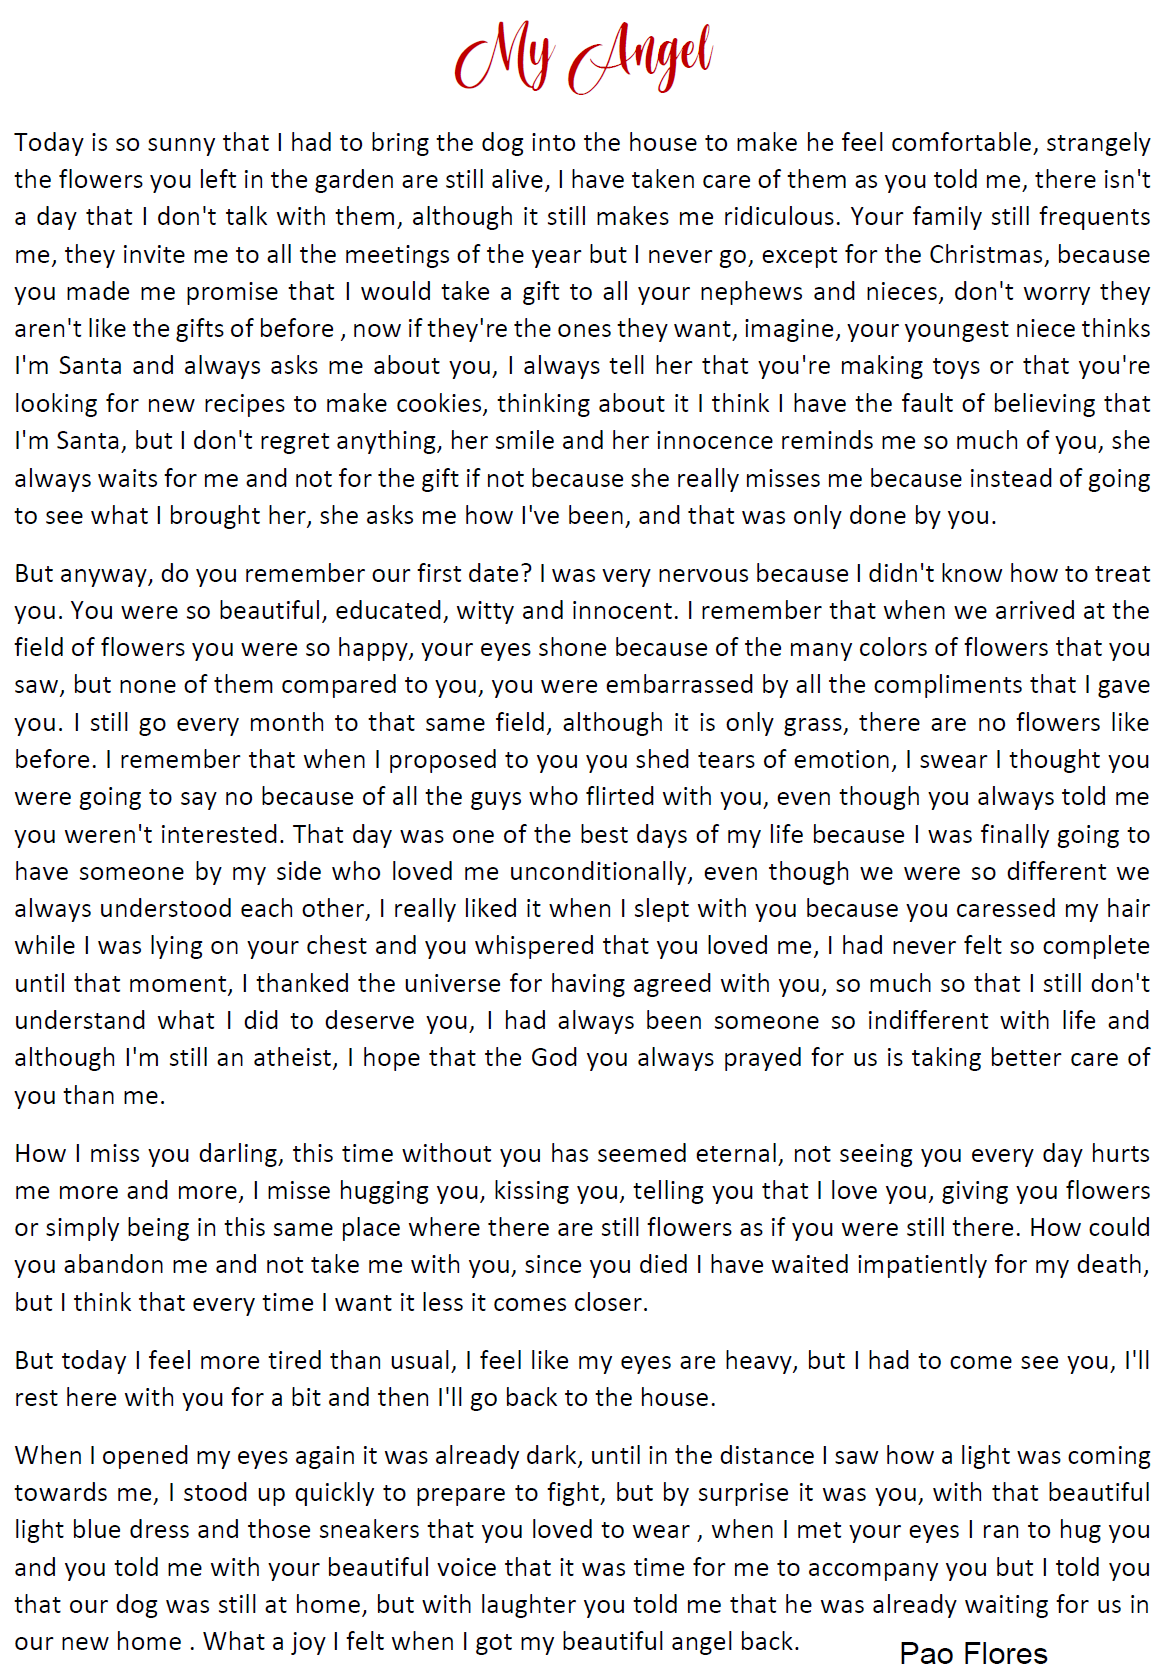 My Angel
Today is so sunny that I had to bring the dog into the house to make he feel comfortable, strangely
the flowers you left in the garden are still alive, I have taken care of them as you told me, there isn't
a day that I don't talk with them, although it still makes me ridiculous. Your family still frequents
me, they invite me to all the meetings of the year but I never go, except for the Christmas, because
you made me promise that I would take a gift to all your nephews and nieces, don't worry they
aren't like the gifts of before , now if they're the ones they want, imagine, your youngest niece thinks
I'm Santa and always asks me about you, I always tell her that you're making toys or that you're
looking for new recipes to make cookies, thinking about it I think I have the fault of believing that
I'm Santa, but I don't regret anything, her smile and her innocence reminds me so much of you, she
always waits for me and not for the gift if not because she really misses me because instead of going
to see what I brought her, she asks me how I've been, and that was only done by you.
But anyway, do you remember our first date? I was very nervous because I didn't know how to treat
you. You were so beautiful, educated, witty and innocent. I remember that when we arrived at the
field of flowers you were so happy, your eyes shone because of the many colors of flowers that you
saw, but none of them compared to you, you were embarrassed by all the compliments that I gave
you. I still go every month to that same field, although it is only grass, there are no flowers like
before. I remember that when I proposed to you you shed tears of emotion, I swear I thought you
were going to say no because of all the guys who flirted with you, even though you always told me
you weren't interested. That day was one of the best days of my life because I was finally going to
have someone by my side who loved me unconditionally, even though we were so different we
always understood each other, I really liked it when I slept with you because you caressed my hair
while I was lying on your chest and you whispered that you loved me, I had never felt so complete
until that moment, I thanked the universe for having agreed with you, so much so that I still don't
understand what I did to deserve you, I had always been someone so indifferent with life and
although I'm still an atheist, I hope that the God you always prayed for us is taking better care of
you than me.
How I miss you darling, this time without you has seemed eternal, not seeing you every day hurts
me more and more, I misse hugging you, kissing you, telling you that I love you, giving you flowers
or simply being in this same place where there are still flowers as if you were still there. How could
you abandon me and not take me with you, since you died I have waited impatiently for my death,
but I think that every time I want it less it comes closer.
But today I feel more tired than usual, I feel like my eyes are heavy, but I had to come see you, I'll
rest here with you for a bit and then I'll go back to the house.
When I opened my eyes again it was already dark, until in the distance I saw how a light was coming
towards me, I stood up quickly to prepare to fight, but by surprise it was you, with that beautiful
light blue dress and those sneakers that you loved to wear , when I met your eyes I ran to hug you
and you told me with your beautiful voice that it was time for me to accompany you but I told you
that our dog was still at home, but with laughter you told me that he was already waiting for us in
our new home . What a joy I felt when I got my beautiful angel back.
Pao Flores